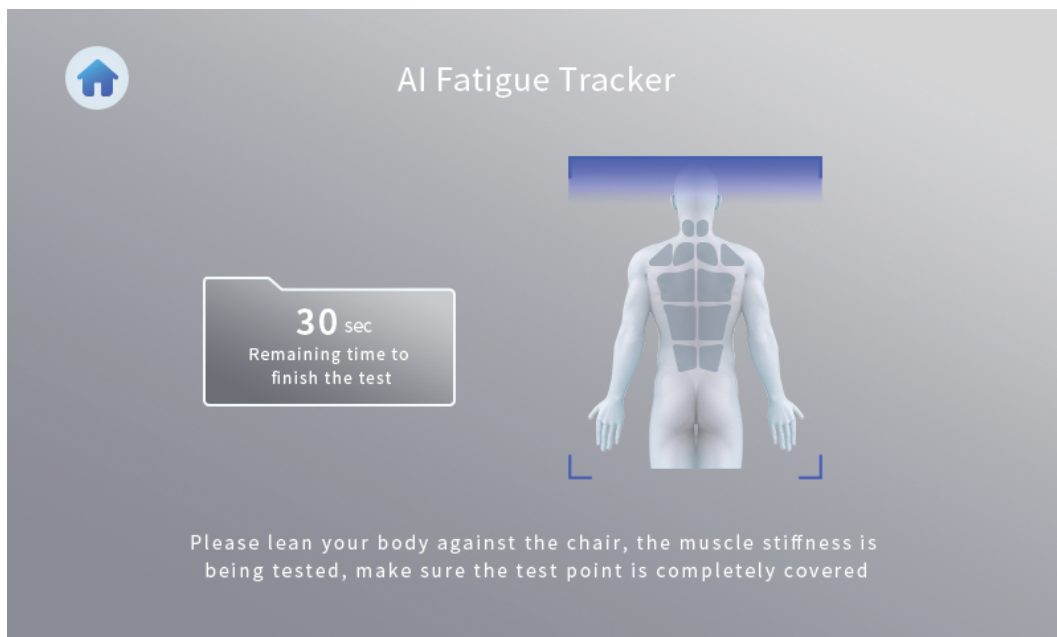 AI Fatigue Tracker
30 sec
Remaining time to
finish the test
Please lean your body against the chair, the muscle stiffness is
being tested, make sure the test point is completely covered